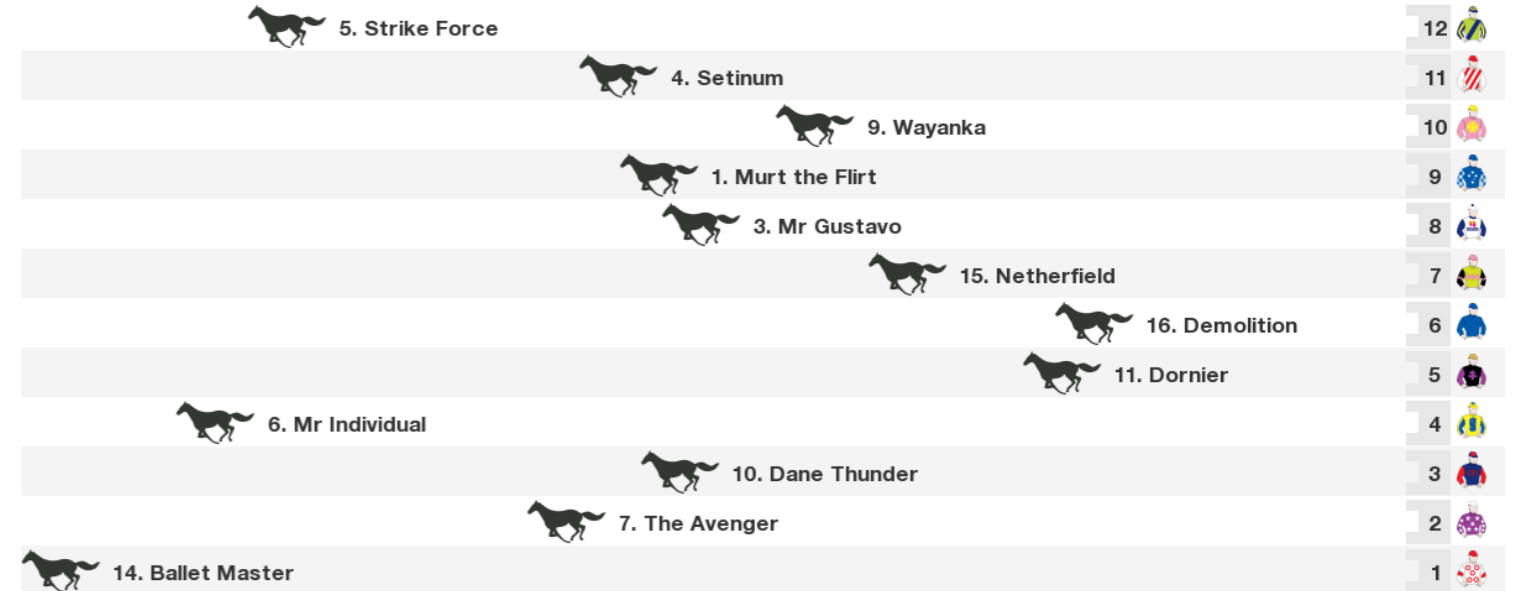 5. Strike Force 12
4. Setinum 11
9. Wayanka 10
1. Murt the Flirt 9
3. Mr Gustavo 8
15. Netherfield 7
16. Demolition 6
11. Dornier 5
6. Mr Individual 4
10. Dane Thunder 3
7. The Avenger 2
14. Ballet Master 1